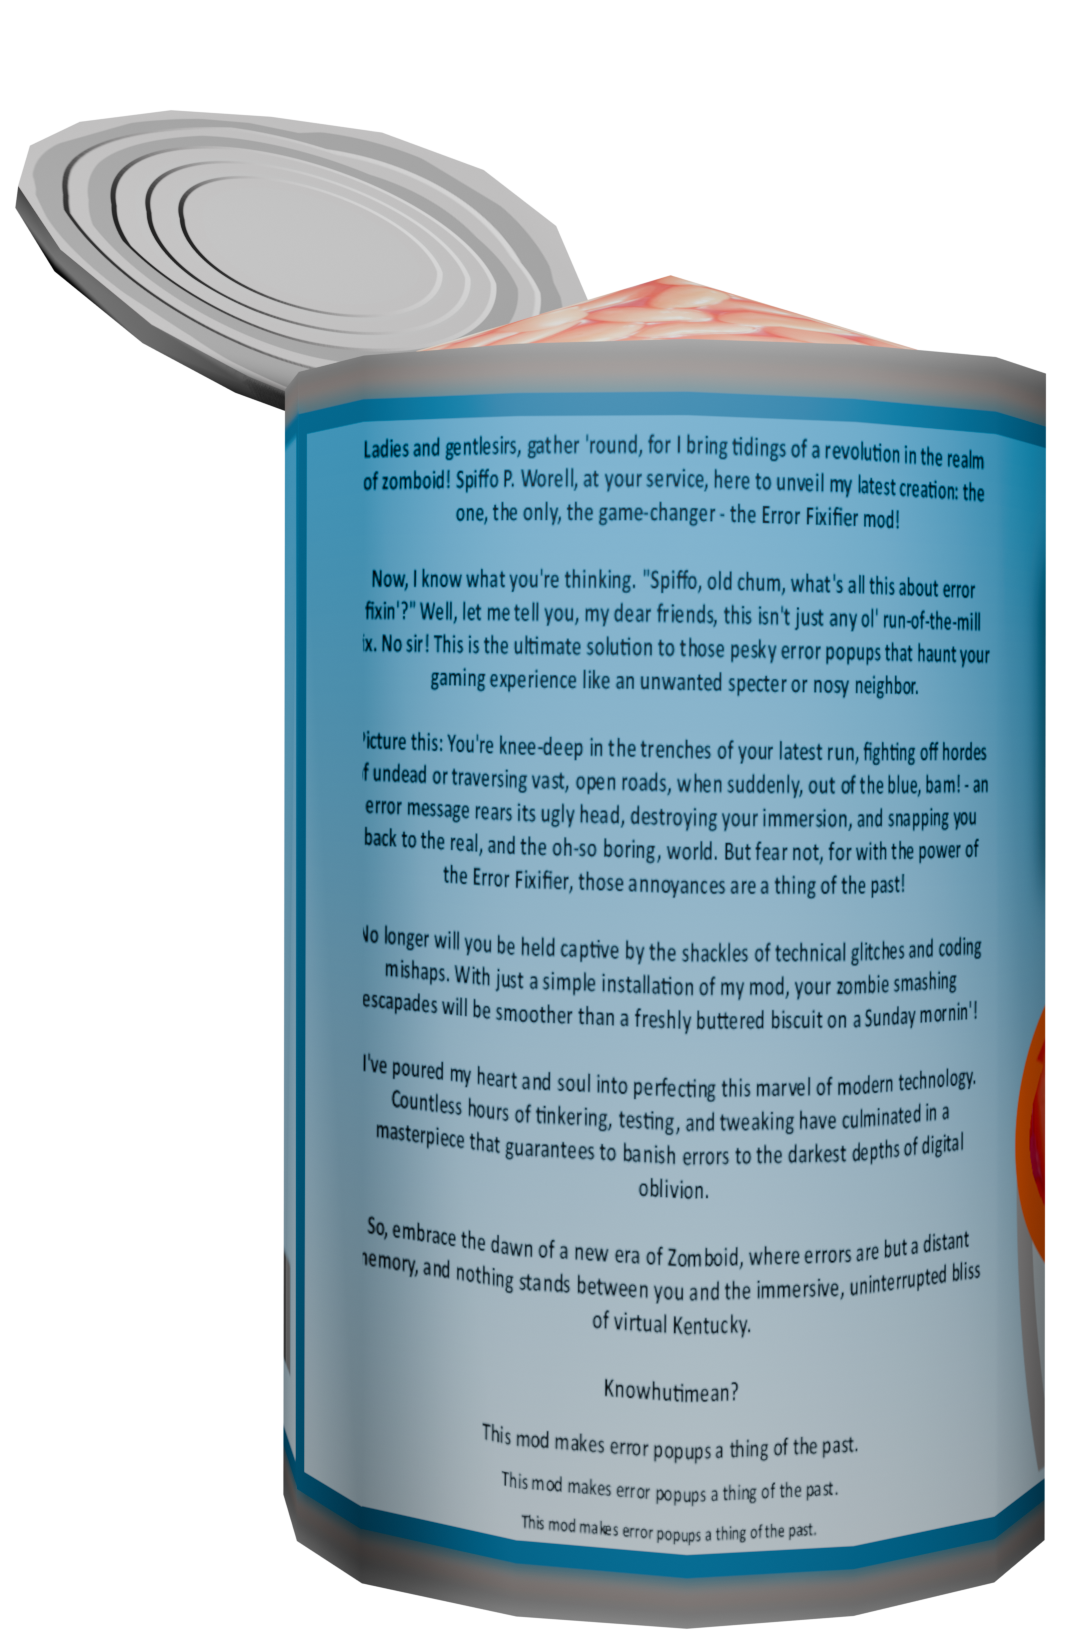 Ladies and gentlesirs, gather 'round, for I bring tidings of a revolution in the realm
of zomboid! Spiffo P. Worell, at your service, here to unveil my latest creation: the
one, the only, the game-changer - the Error Fixifier mod!
Now, I know what you're thinking. "Spiffo, old chum, what's all this about error
fixin'?" Well, let me tell you, my dear friends, this isn't just any ol' run-of-the-mill
ix. No sir! This is the ultimate solution to those pesky error popups that haunt your
gaming experience like an unwanted specter or nosy neighbor.
Picture this: You're knee-deep in the trenches of your latest run, fighting off hordes
f undead or traversing vast, open roads, when suddenly, out of the blue, bam! - an
error message rears its ugly head, destroying your immersion, and snapping you
back to the real, and the oh-so boring, world. But fear not, for with the power of
the Error Fixifier, those annoyances are a thing of the past!
No longer will you be held captive by the shackles of technical glitches and coding
mishaps. With just a simple installation of my mod, your zombie smashing
escapades will be smoother than a freshly buttered biscuit on a Sunday mornin'!
I've poured my heart and soul into perfecting this marvel of modern technology.
Countless hours of tinkering, testing, and tweaking have culminated in a
masterpiece that guarantees to banish errors to the darkest depths of digital
oblivion.
So, embrace the dawn of a new era of Zomboid, where errors are but a distant
memory, and nothing stands between you and the immersive, uninterrupted bliss
of virtual Kentucky.
Knowhutimean?
This mod makes error popups a thing of the past.
This mod makes error popups a thing of the past.
This mod makes error popups a thing of the past.